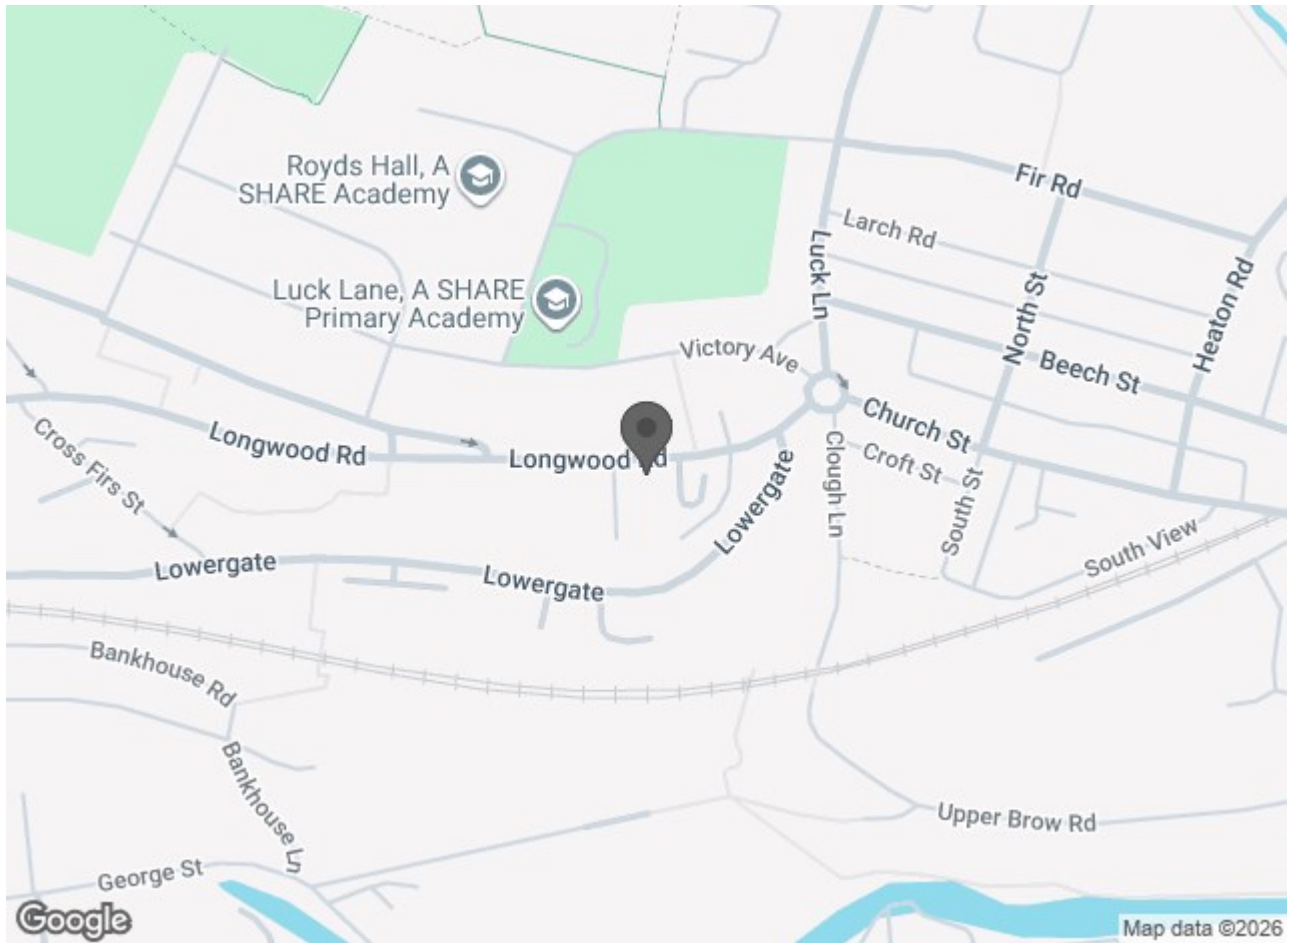 Royds Hall, A
SHARE Academy
Fir Rd
Larch Rd
Luck Ln
Heaton Rd
North St
Luck Lane, A SHARE
Primary Academy
Victory Ave
Beech St
Church St
Cross Firs St
Longwood Rd
Longwood Rd
Clough Ln
Croft St
Lowergate
South St
South View
Lowergate
Lowergate
Bankhouse Rd
Bankhouse Ln
Upper Brow Rd
George St
Google
Map data ©2026